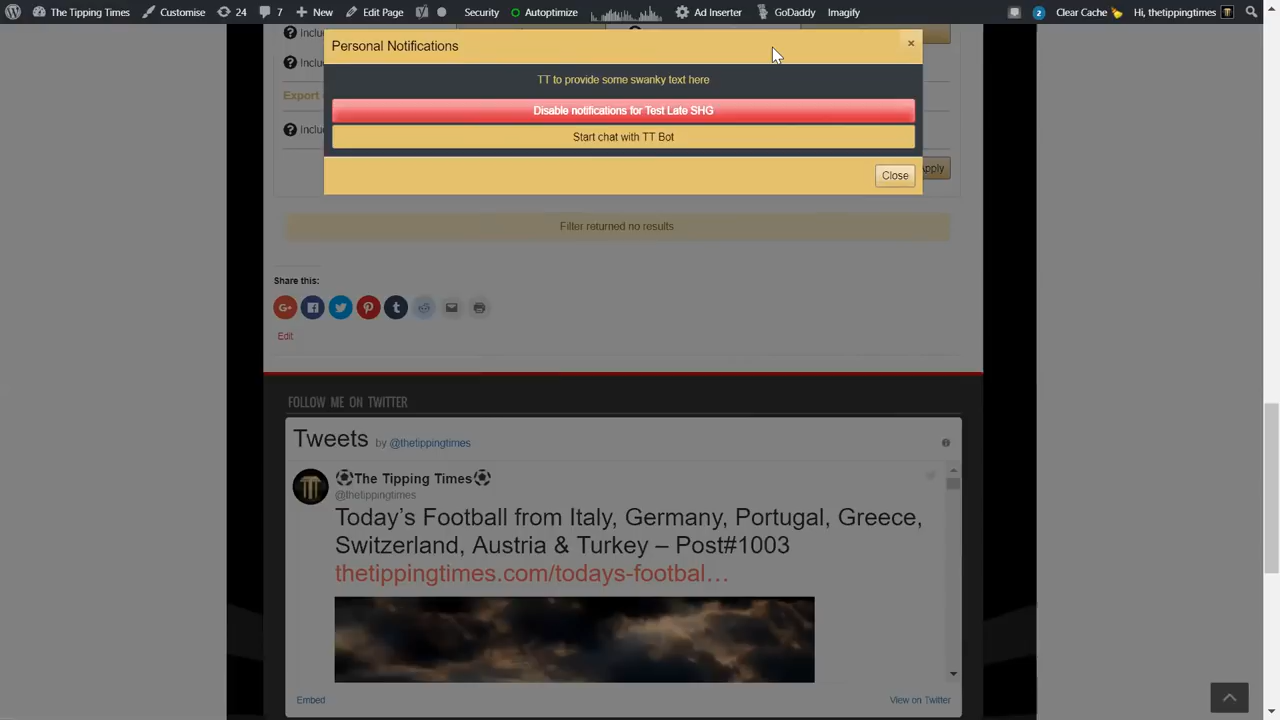 The Tipping Times Customise 24 7 New Edit Page Security Autoptimize Ad Inserter GoDaddy Imagify 2 Clear Cache Hi, thetippingtimes
Personal Notifications ×
TT to provide some swanky text here
Disable notifications for Test Late SHG
Start chat with TT Bot
Close
Export
Filter returned no results
Share this:
Edit
FOLLOW ME ON TWITTER
Tweets by @thetippingtimes
The Tipping Times
@thetippingtimes
Today’s Football from Italy, Germany, Portugal, Greece,
Switzerland, Austria & Turkey – Post#1003
thetippingtimes.com/todays-footbal…
Embed View on Twitter